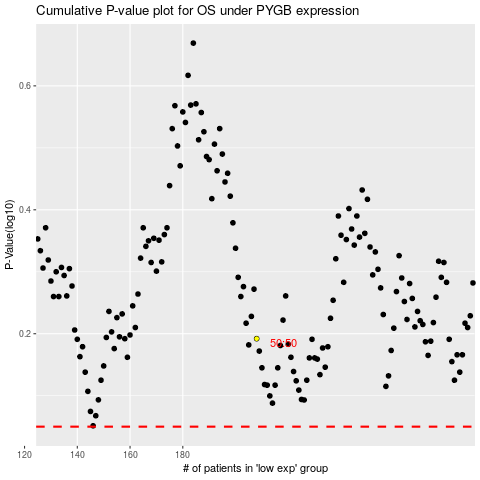 Cumulative P-value plot for OS under PYGB expression
P-Value(log10)
0.6
0.4
0.2
50:50
120 140 160 180
# of patients in 'low exp' group